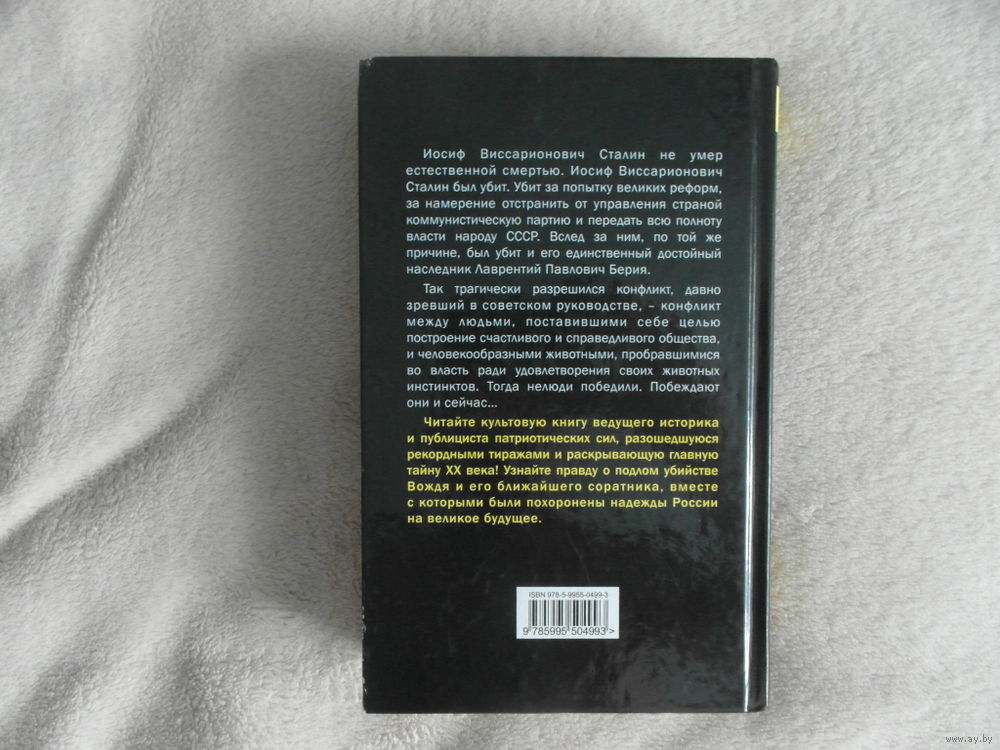 Иосиф Виссарионович Сталин не умер
естественной смертью. Иосиф Виссарионович
Сталин был убит. Убит за попытку великих реформ,
за намерение отстранить от управления страной
коммунистическую партию и передать всю полноту
власти народу СССР. Вслед за ним, по той же
причине, был убит и его единственный достойный
наследник Лаврентий Павлович Берия.
Так трагически разрешился конфликт, давно
зревший в советском руководстве, – конфликт
между людьми, поставившими себе целью
построение счастливого и справедливого общества,
и человекообразными животными, пробравшимися
во власть ради удовлетворения своих животных
инстинктов. Тогда нелюди победили. Побеждают
они и сейчас...
Читайте культовую книгу ведущего историка
и публициста патриотических сил, разошедшуюся
рекордными тиражами и раскрывающую главную
тайну XX века! Узнайте правду о подлом убийстве
Вождя и его ближайшего соратника, вместе
с которыми были похоронены надежды России
на великое будущее.
ISBN 978-5-9955-0499-3
9 785995 504993 >
www.ay.by